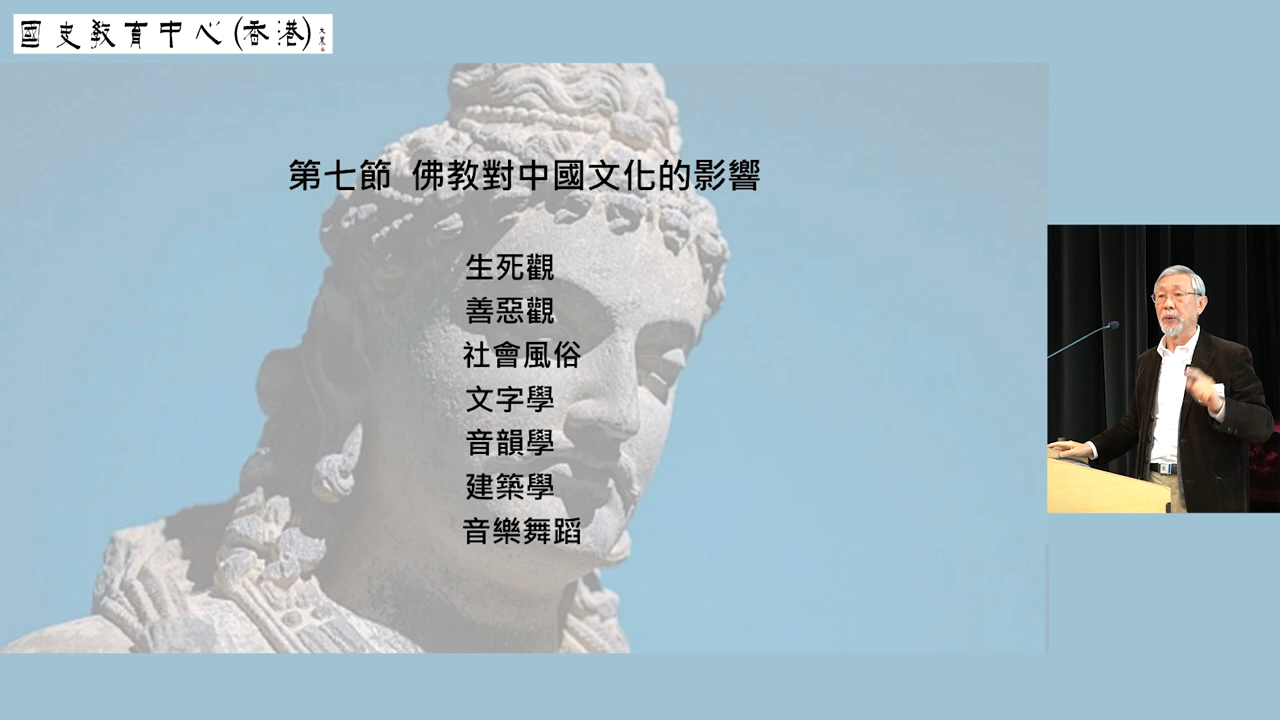 國史教育中心(香港)
第七節 佛教對中國文化的影響
生死觀
善惡觀
社會風俗
文字學
音韻學
建築學
音樂舞蹈